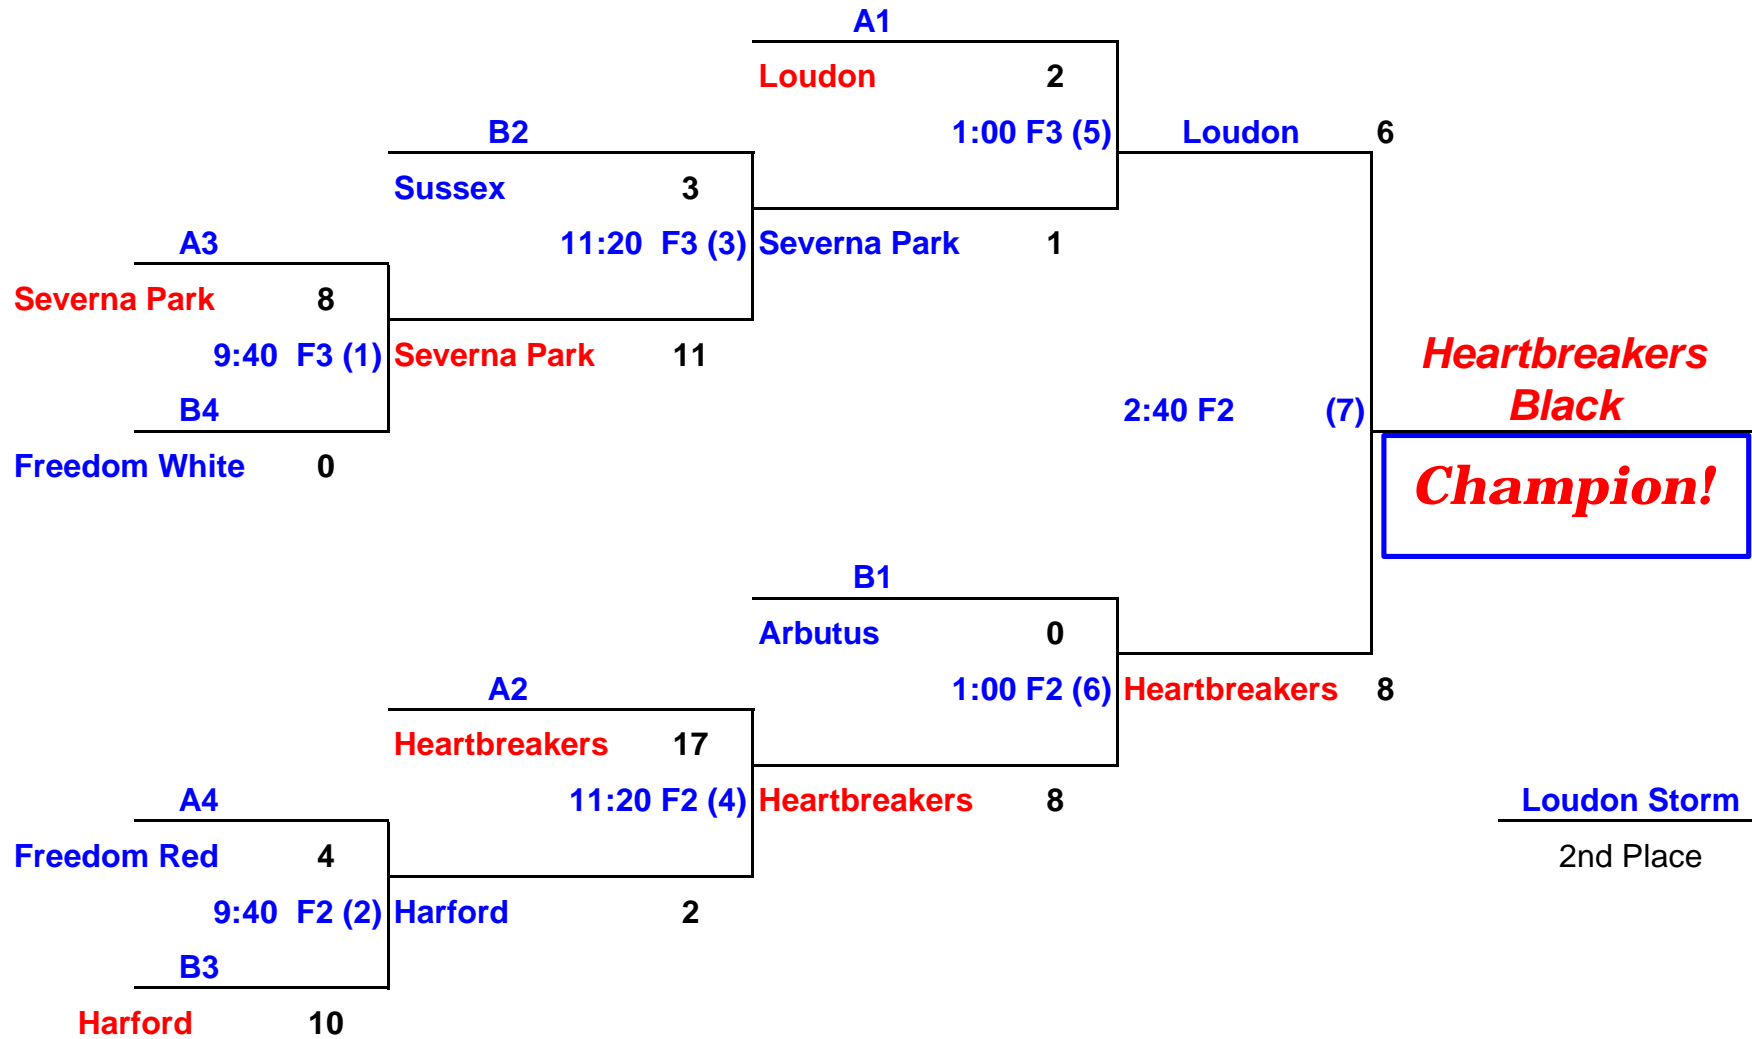 A1
Loudon 2
B2 1:00 F3 (5) Loudon 6
Sussex 3
A3 11:20 F3 (3) Severna Park 1
Severna Park 8
9:40 F3 (1) Severna Park 11 Heartbreakers
B4 2:40 F2 (7) Black
Freedom White 0 Champion!
B1
Arbutus 0
A2 1:00 F2 (6) Heartbreakers 8
Heartbreakers 17
A4 11:20 F2 (4) Heartbreakers 8 Loudon Storm
Freedom Red 4 2nd Place
9:40 F2 (2) Harford 2
B3
Harford 10